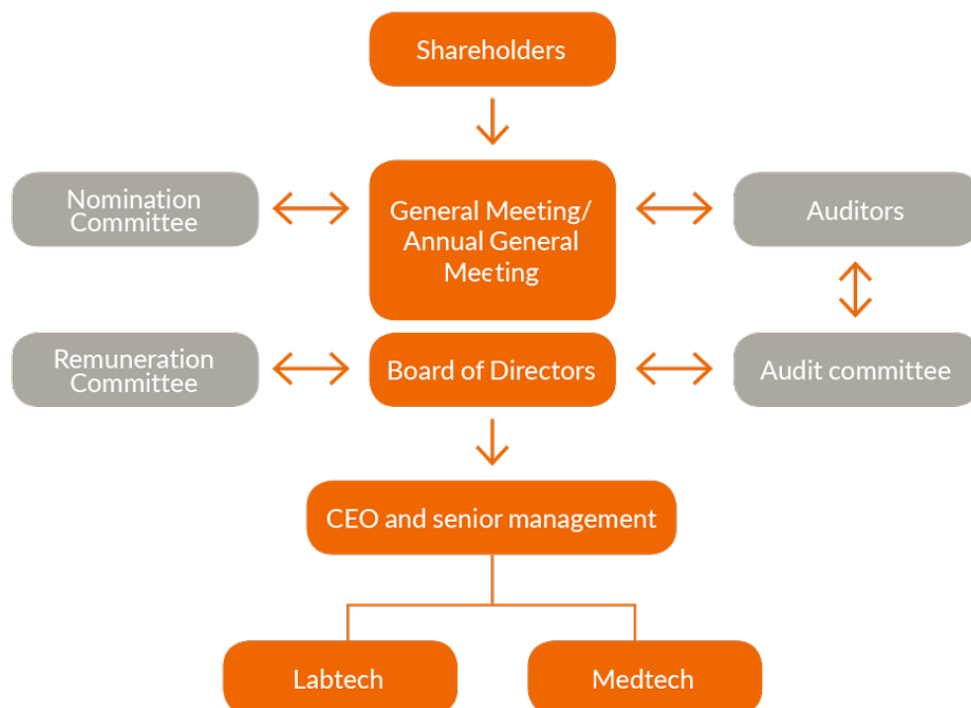 Shareholders
Nomination
Committee
General Meeting/
Annual General
Meeting
Auditors
Remuneration
Committee
Board of Directors
Audit committee
CEO and senior management
Labtech
Medtech